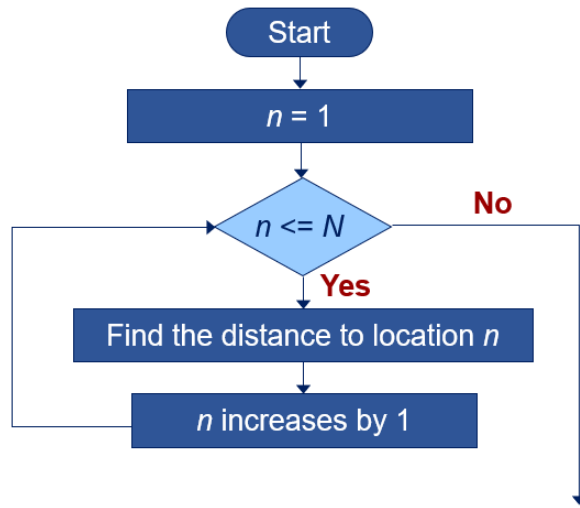 Start
n = 1
n <= N
No
Yes
Find the distance to location n
n increases by 1